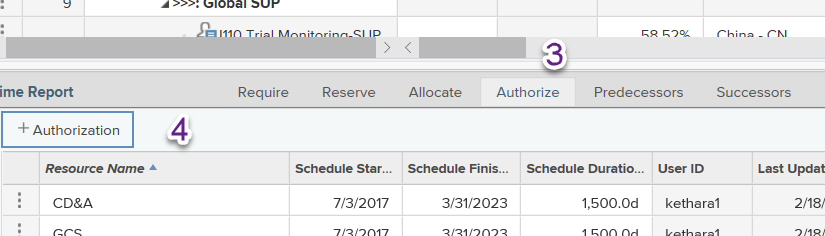 9 >>>: Global SUP
J110 Trial Monitoring-SUP 58.52% China - CN
3
ime Report Require Reserve Allocate Authorize Predecessors Successors
+ Authorization 4
Resource Name Schedule Star... Schedule Finis... Schedule Duratio... User ID Last Updat
CD&A 7/3/2017 3/31/2023 1,500.0d kethara1 2/18/
GCS 7/3/2017 3/31/2023 1,500.0d kethara1 2/18/